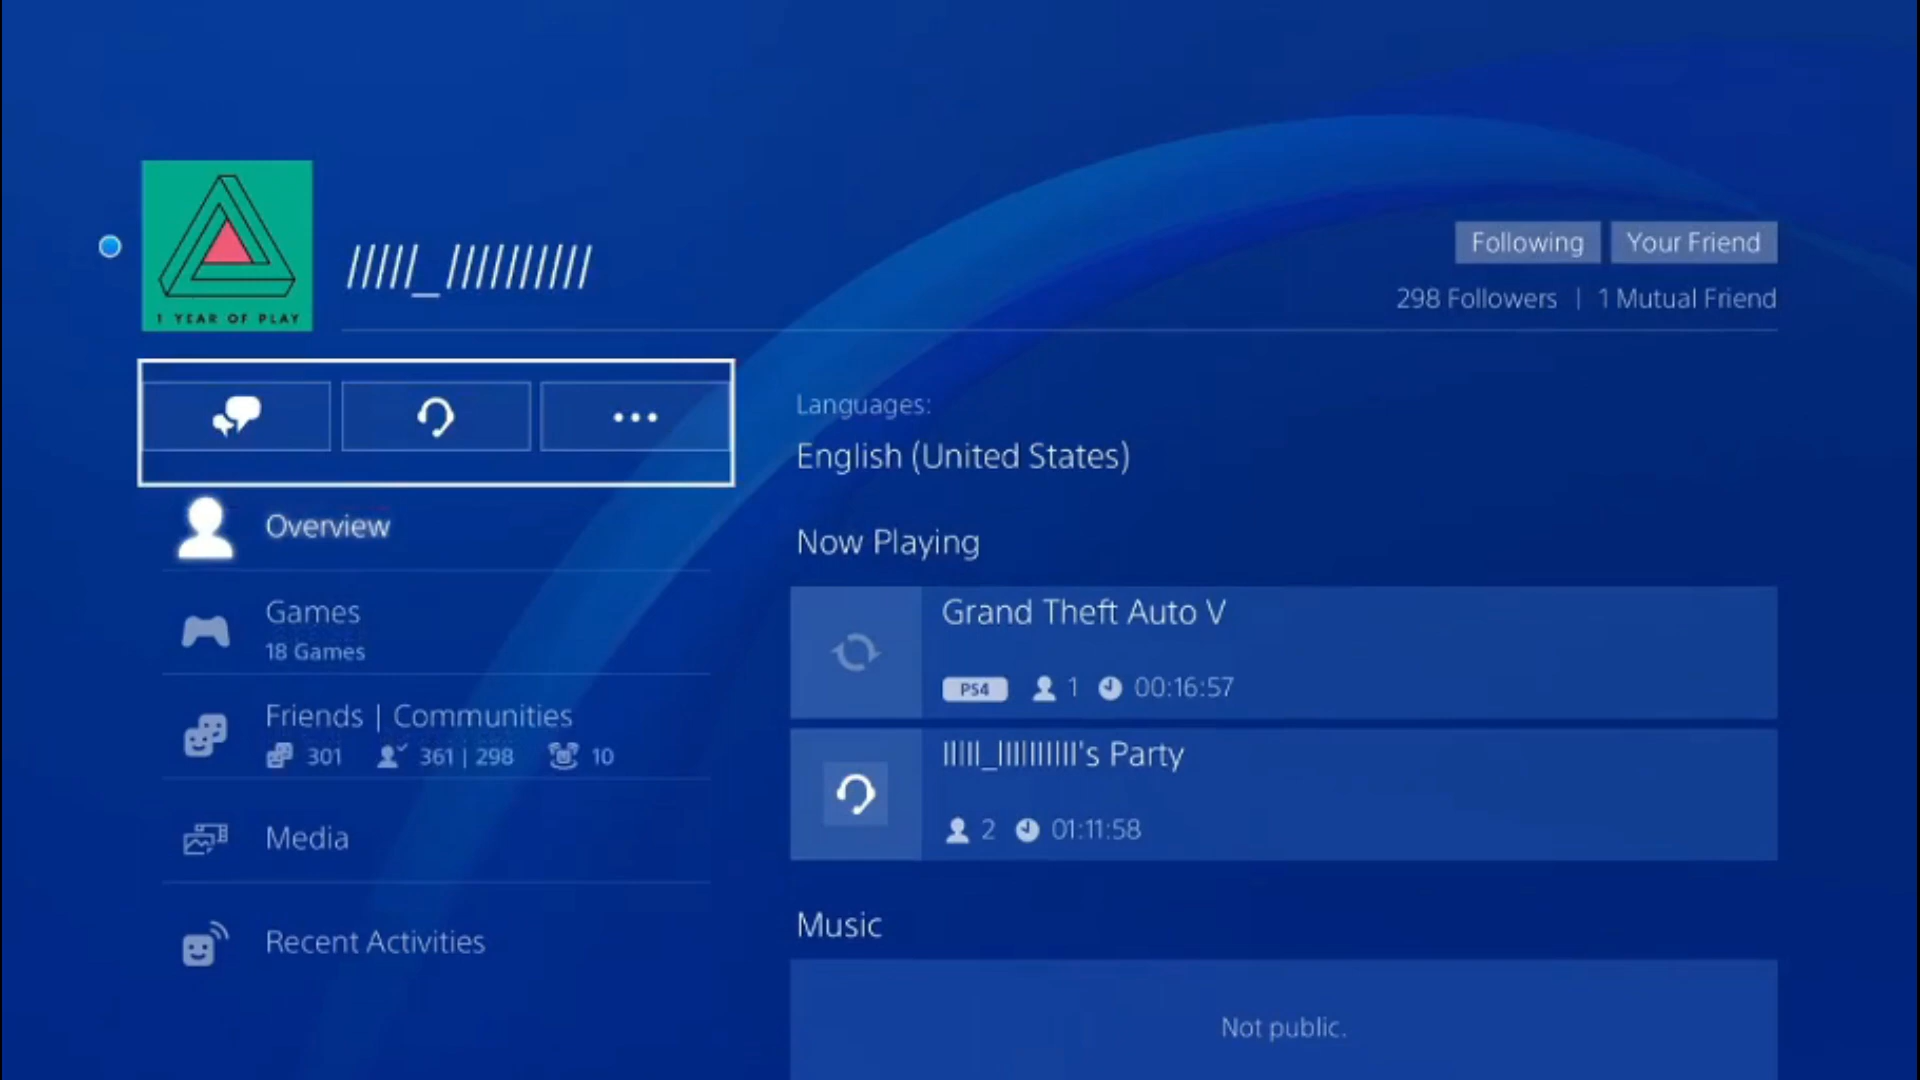 1 YEAR OF PLAY
lllll_llllllllll
Following
Your Friend
298 Followers | 1 Mutual Friend
Overview
Games
18 Games
Friends | Communities
301 361 | 298 10
Media
Recent Activities
Languages:
English (United States)
Now Playing
Grand Theft Auto V
PS4 1 00:16:57
lllll_llllllllll's Party
2 01:11:58
Music
Not public.